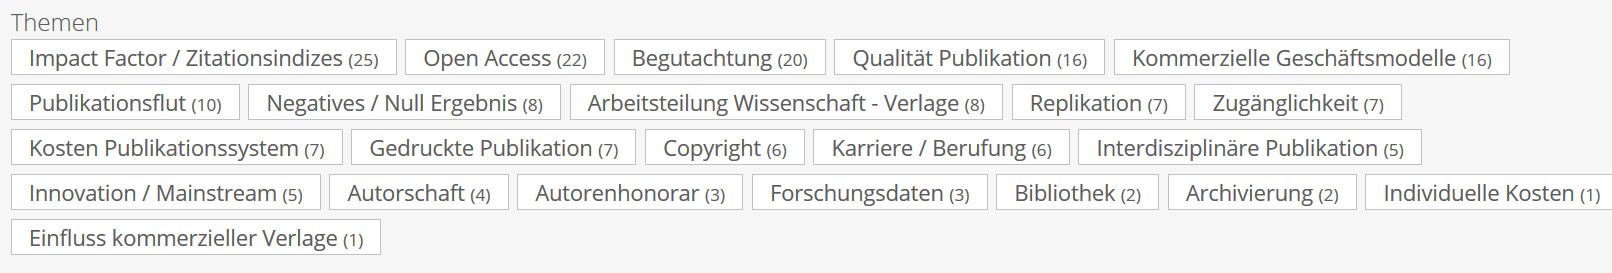 Themen
Impact Factor / Zitationsindizes (25) Open Access (22) Begutachtung (20) Qualität Publikation (16) Kommerzielle Geschäftsmodelle (16)
Publikationsflut (10) Negatives / Null Ergebnis (8) Arbeitsteilung Wissenschaft - Verlage (8) Replikation (7) Zugänglichkeit (7)
Kosten Publikationssystem (7) Gedruckte Publikation (7) Copyright (6) Karriere / Berufung (6) Interdisziplinäre Publikation (5)
Innovation / Mainstream (5) Autorschaft (4) Autorenhonorar (3) Forschungsdaten (3) Bibliothek (2) Archivierung (2) Individuelle Kosten (1)
Einfluss kommerzieller Verlage (1)